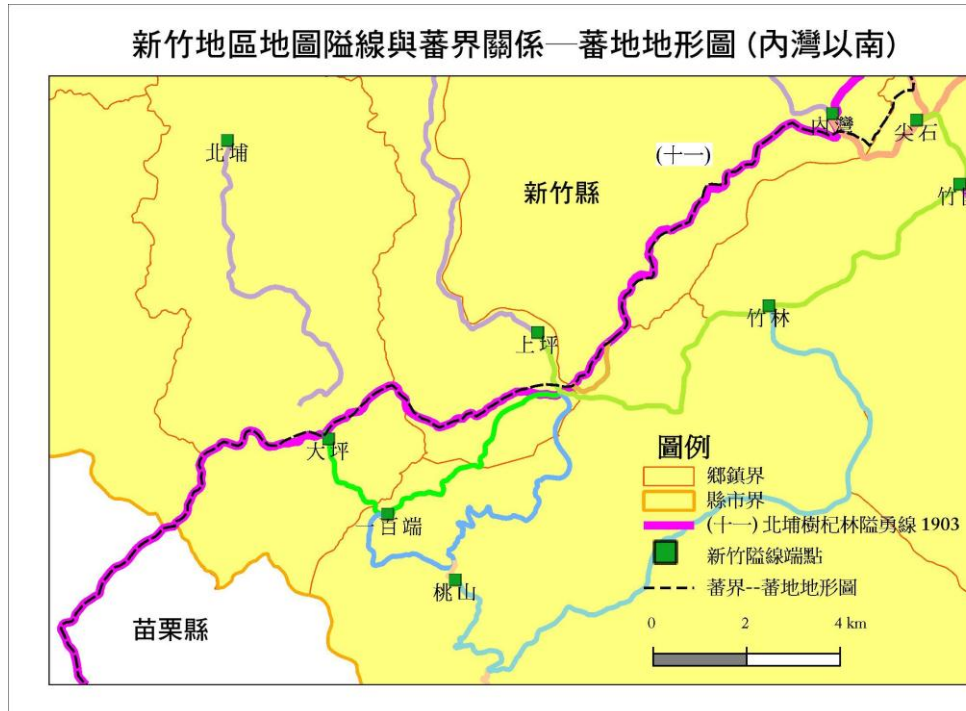 新竹地區地圖隘線與蕃界關係—蕃地地形圖 (內灣以南)
內灣
尖石
北埔
(十一)
新竹縣
竹林
上坪
大坪
一百端
桃山
苗栗縣
圖例
鄉鎮界
縣市界
(十一) 北埔樹杞林隘勇線 1903
新竹隘線端點
蕃界--蕃地地形圖
0 2 4 km